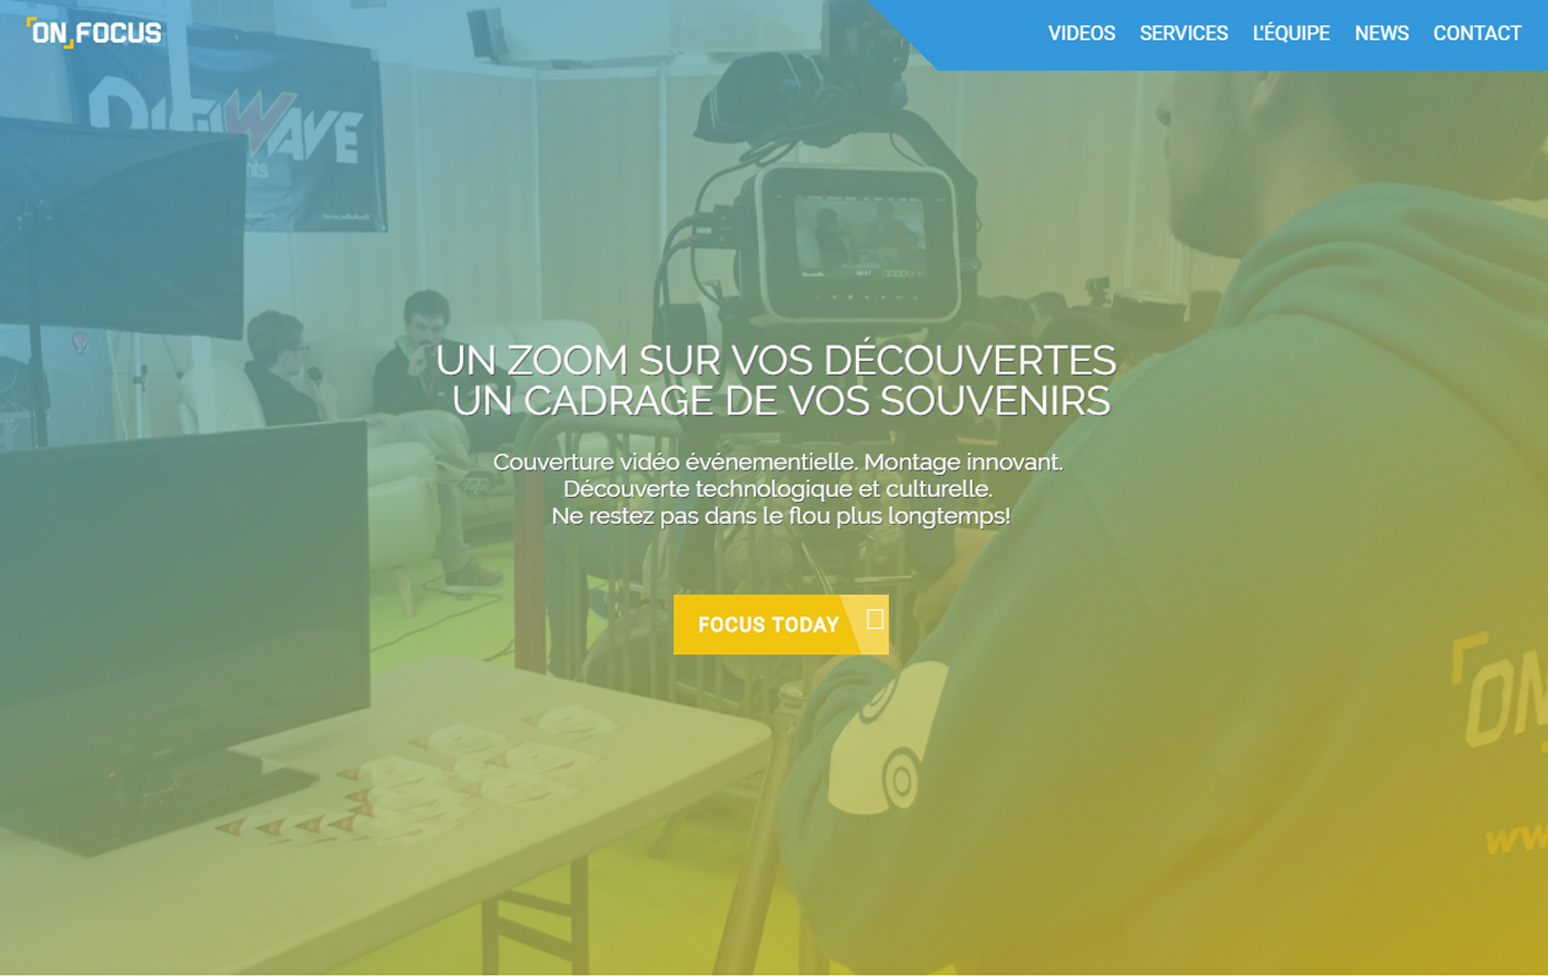 ON FOCUS
VIDEOS SERVICES L'ÉQUIPE NEWS CONTACT
DIGIWAVE
UN ZOOM SUR VOS DÉCOUVERTES
UN CADRAGE DE VOS SOUVENIRS
Couverture vidéo événementielle. Montage innovant.
Découverte technologique et culturelle.
Ne restez pas dans le flou plus longtemps!
FOCUS TODAY
ON
ww